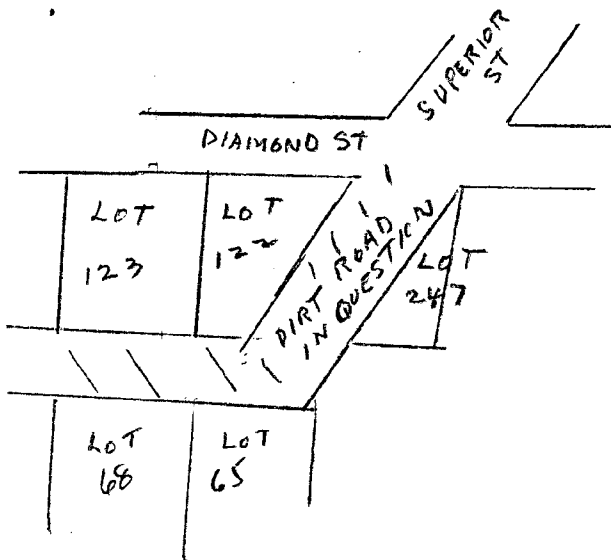 SUPERIOR
ST
DIAMOND ST
LOT
123
LOT
122
DIRT ROAD
IN QUESTION
LOT
247
LOT
68
LOT
65